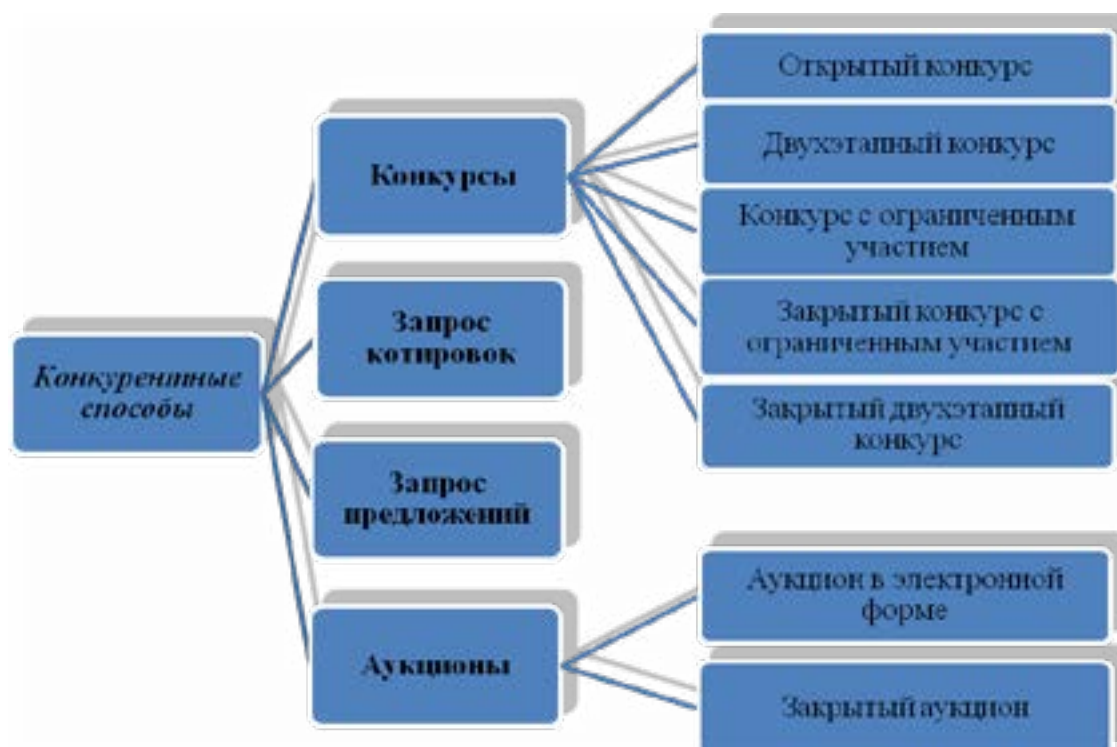 Конкурентные
способы
Конкурсы
Запрос
котировок
Запрос
предложений
Аукционы
Открытый конкурс
Двухэтапный конкурс
Конкурс с ограниченным
участием
Закрытый конкурс с
ограниченным участием
Закрытый двухэтапный
конкурс
Аукцион в электронной
форме
Закрытый аукцион